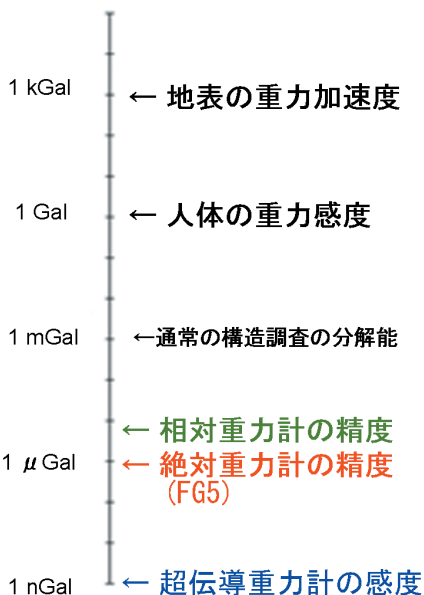 1 kGal ← 地表の重力加速度
1 Gal ← 人体の重力感度
1 mGal ←通常の構造調査の分解能
← 相対重力計の精度
1 μGal ← 絶対重力計の精度
(FG5)
1 nGal ← 超伝導重力計の感度